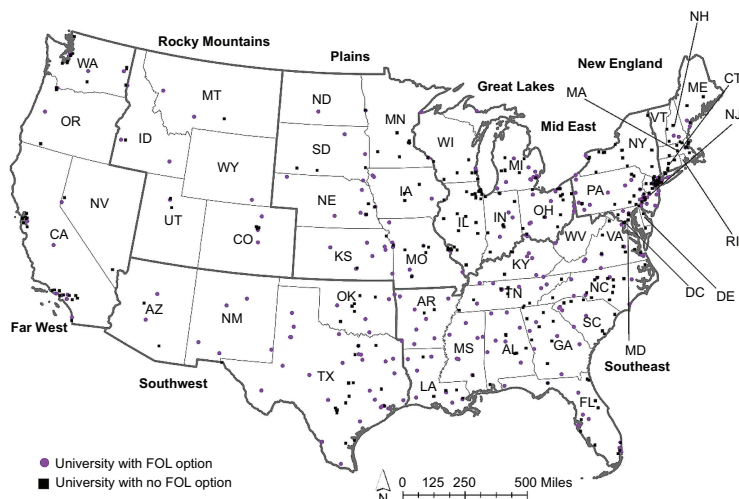 NH
Rocky Mountains
New England
CT
Plains
WA
ME
Great Lakes
MT
ND
VT
MA
NJ
MN
Mid East
OR
ID
WI
NY
SD
MI
WY
IA
PA
NE
OH
NV
IL
IN
UT
WV
VA
CA
CO
RI
KS
MO
KY
DC
DE
NC
OK
TN
AZ
AR
NM
SC
Far West
MS
AL
GA
MD
Southeast
TX
Southwest
LA
FL
University with FOL option
University with no FOL option
N
0 125 250 500 Miles